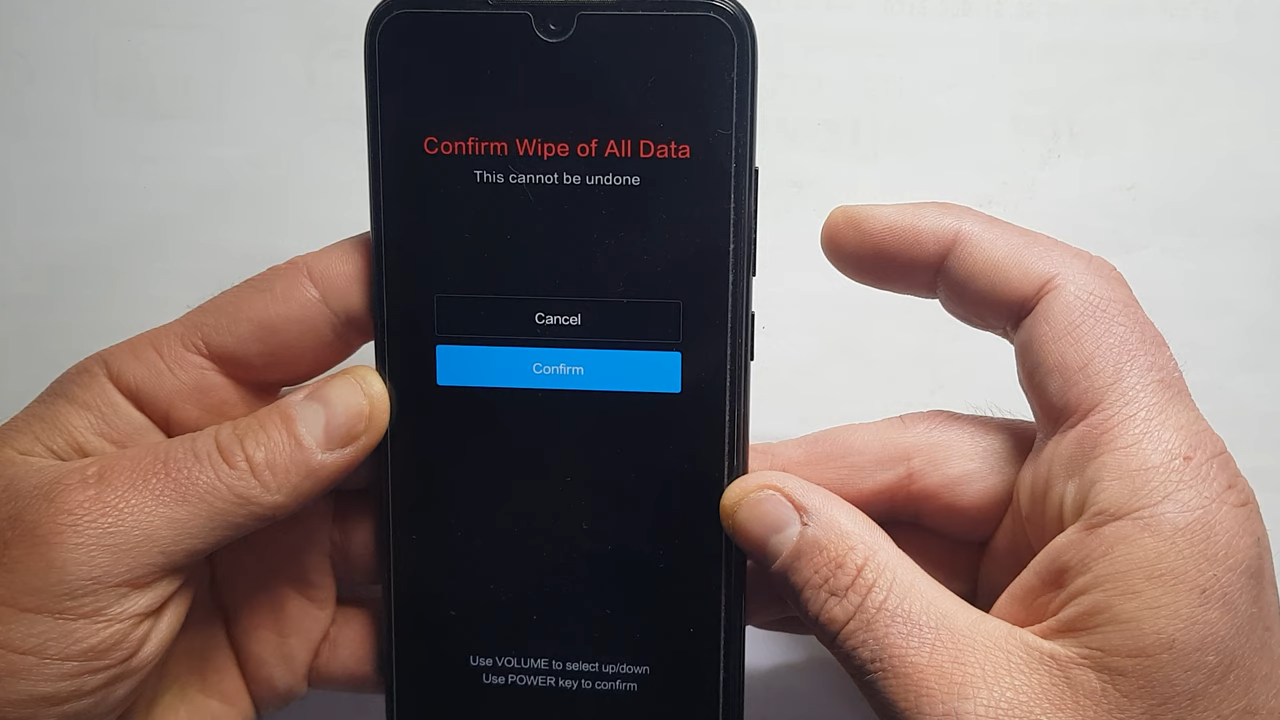 Confirm Wipe of All Data
This cannot be undone
Cancel
Confirm
Use VOLUME to select up/down
Use POWER key to confirm